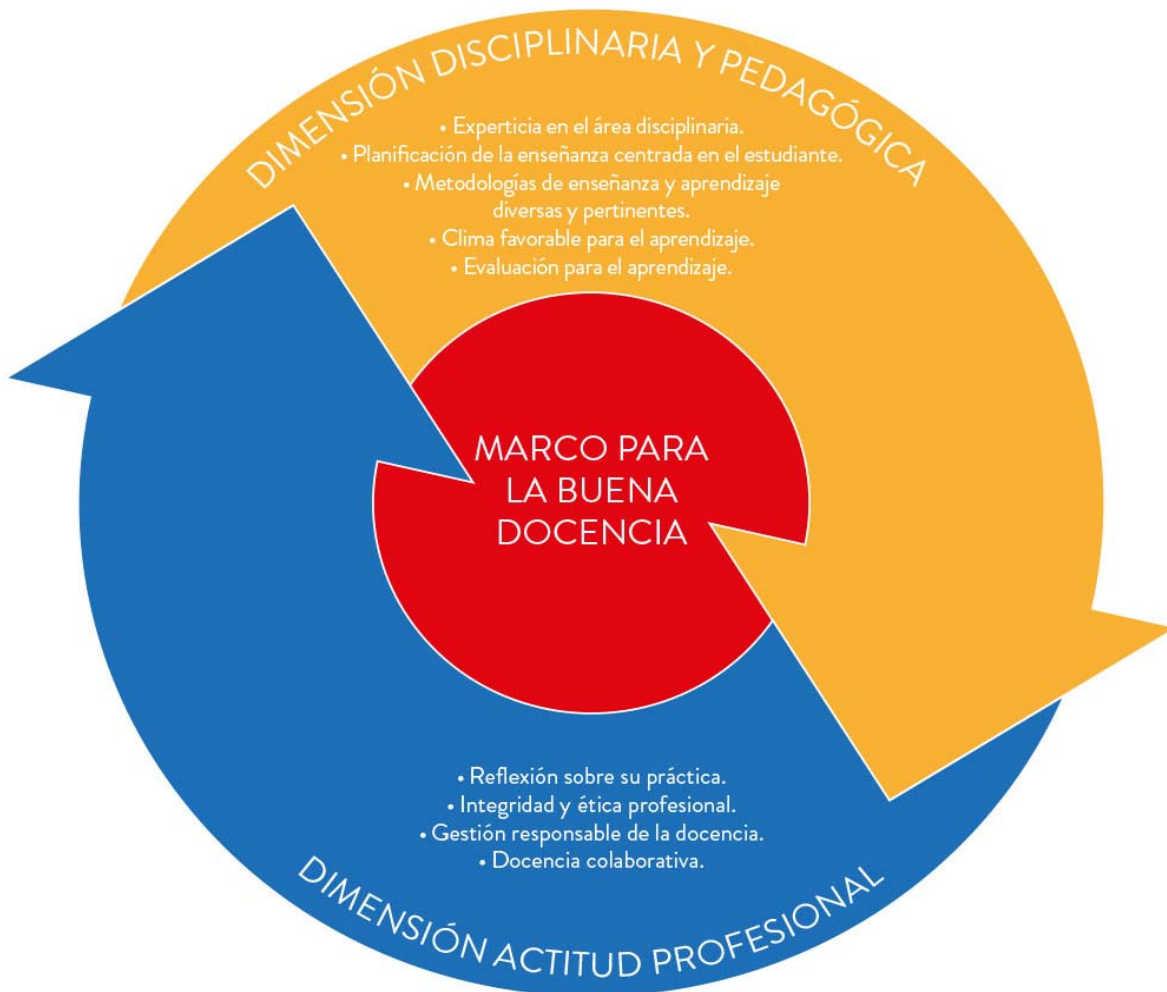 DIMENSIÓN DISCIPLINARIA Y PEDAGÓGICA
• Experticia en el área disciplinaria.
• Planificación de la enseñanza centrada en el estudiante.
• Metodologías de enseñanza y aprendizaje
diversas y pertinentes.
• Clima favorable para el aprendizaje.
• Evaluación para el aprendizaje.
MARCO PARA
LA BUENA
DOCENCIA
• Reflexión sobre su práctica.
• Integridad y ética profesional.
• Gestión responsable de la docencia.
• Docencia colaborativa.
DIMENSIÓN ACTITUD PROFESIONAL